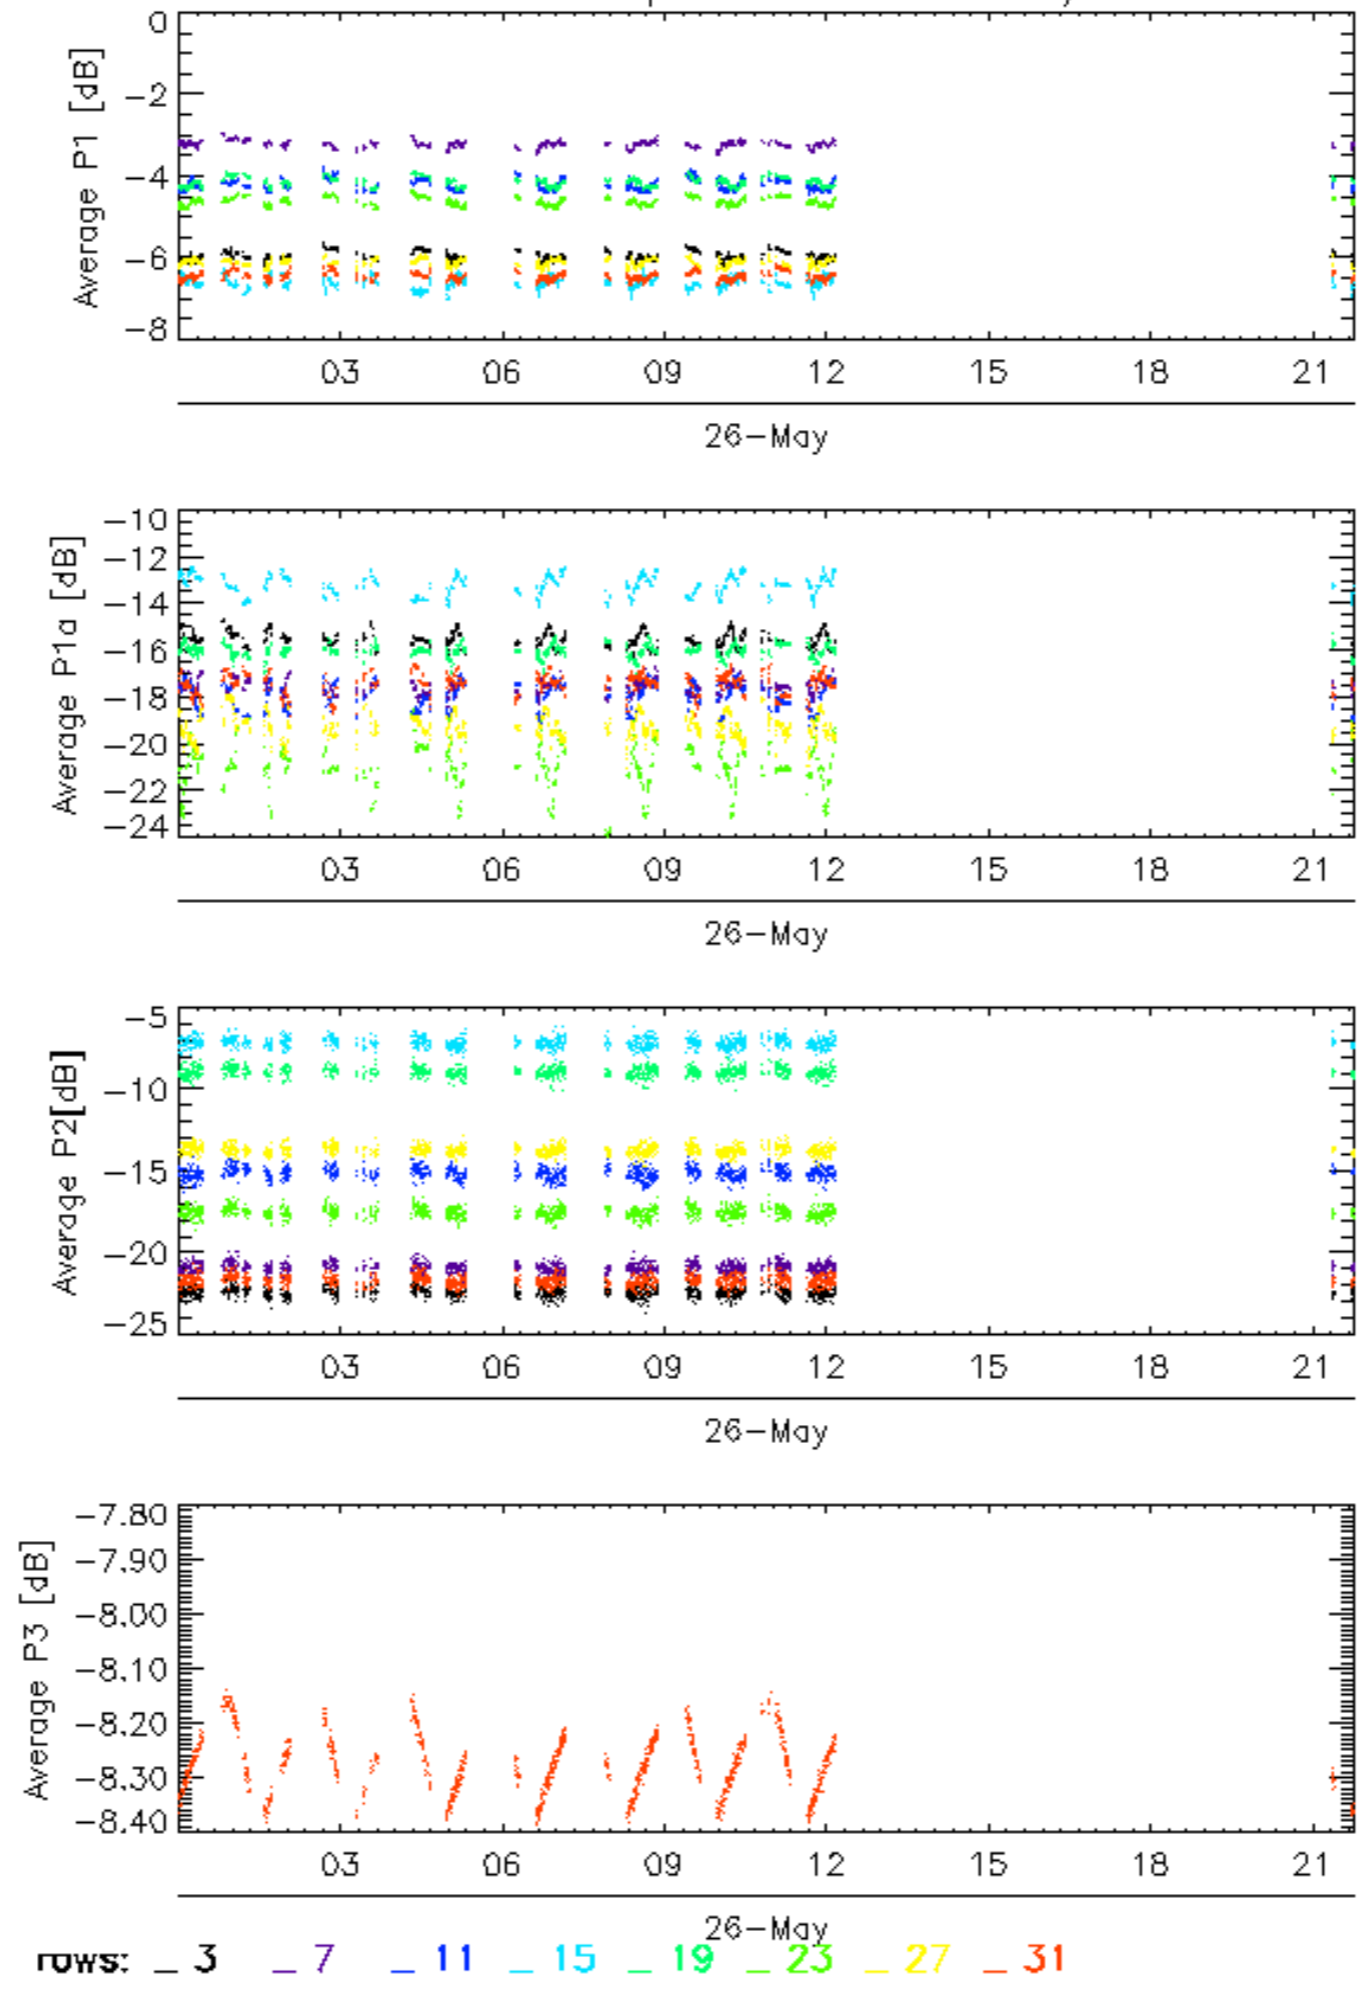 0
Average P1 [dB]
−2
−4
−6
−8
03 06 09 12 15 18 21
26−May
−10
Average P1a [dB]
−12
−14
−16
−18
−20
−22
−24
03 06 09 12 15 18 21
26−May
−5
Average P2[dB]
−10
−15
−20
−25
03 06 09 12 15 18 21
26−May
−7.80
Average P3 [dB]
−7.90
−8.00
−8.10
−8.20
−8.30
−8.40
03 06 09 12 15 18 21
26−May
rows: _ 3 _ 7 _ 11 _ 15 _ 19 _ 23 _ 27 _ 31